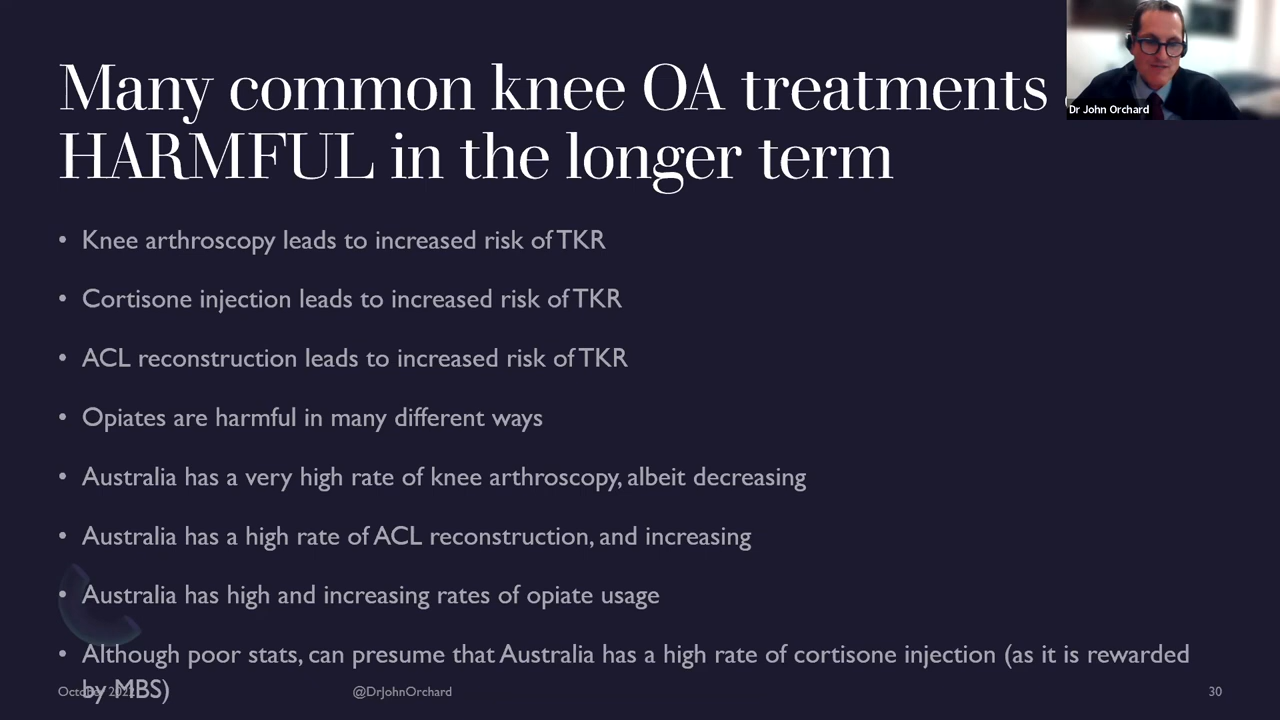 Many common knee OA treatments
HARMFUL in the longer term
Dr John Orchard
• Knee arthroscopy leads to increased risk of TKR
• Cortisone injection leads to increased risk of TKR
• ACL reconstruction leads to increased risk of TKR
• Opiates are harmful in many different ways
• Australia has a very high rate of knee arthroscopy, albeit decreasing
• Australia has a high rate of ACL reconstruction, and increasing
• Australia has high and increasing rates of opiate usage
• Although poor stats, can presume that Australia has a high rate of cortisone injection (as it is rewarded
by MBS)
October
@DrJohnOrchard
30